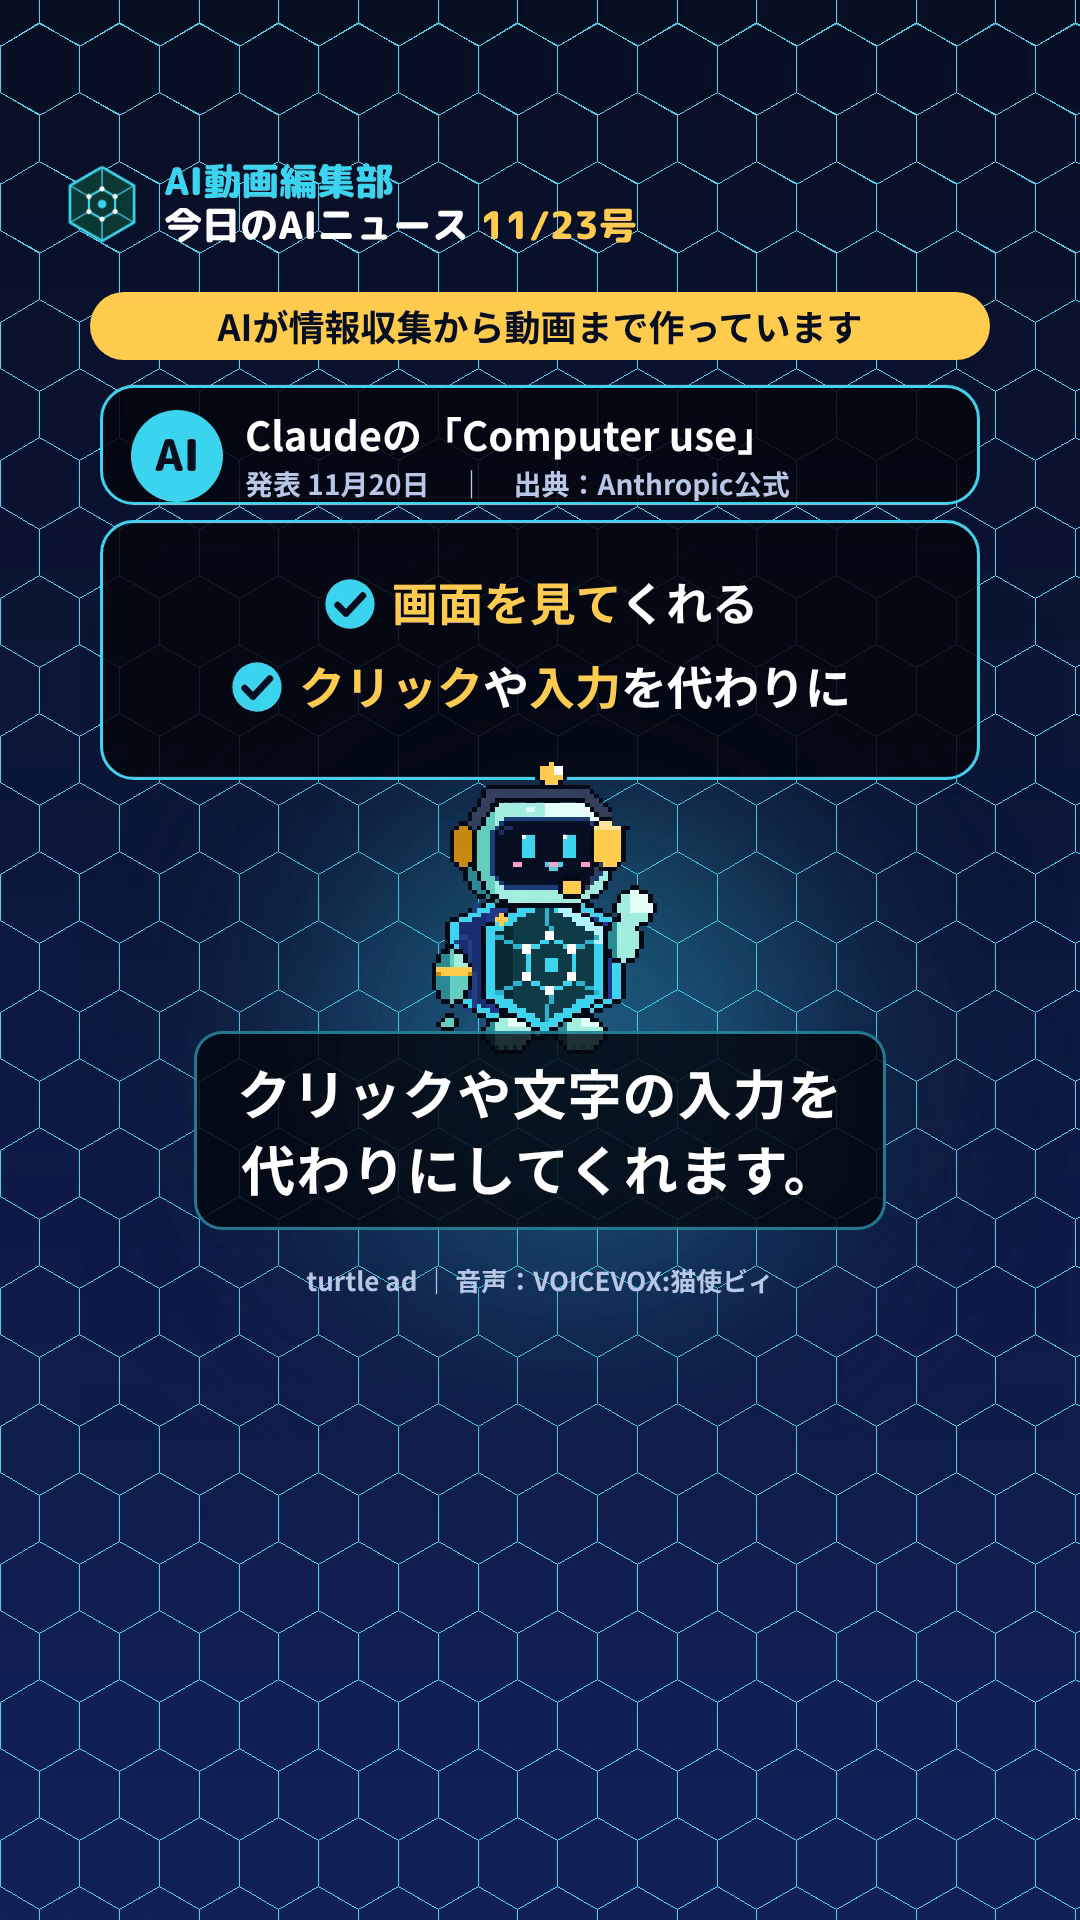 AI動画編集部
今日のAIニュース 11/23号
AIが情報収集から動画まで作っています
AI
Claudeの「Computer use」
発表 11月20日 ｜ 出典：Anthropic公式
画面を見てくれる
クリックや入力を代わりに
クリックや文字の入力を
代わりにしてくれます。
turtle ad ｜ 音声：VOICEVOX:猫使ビィ